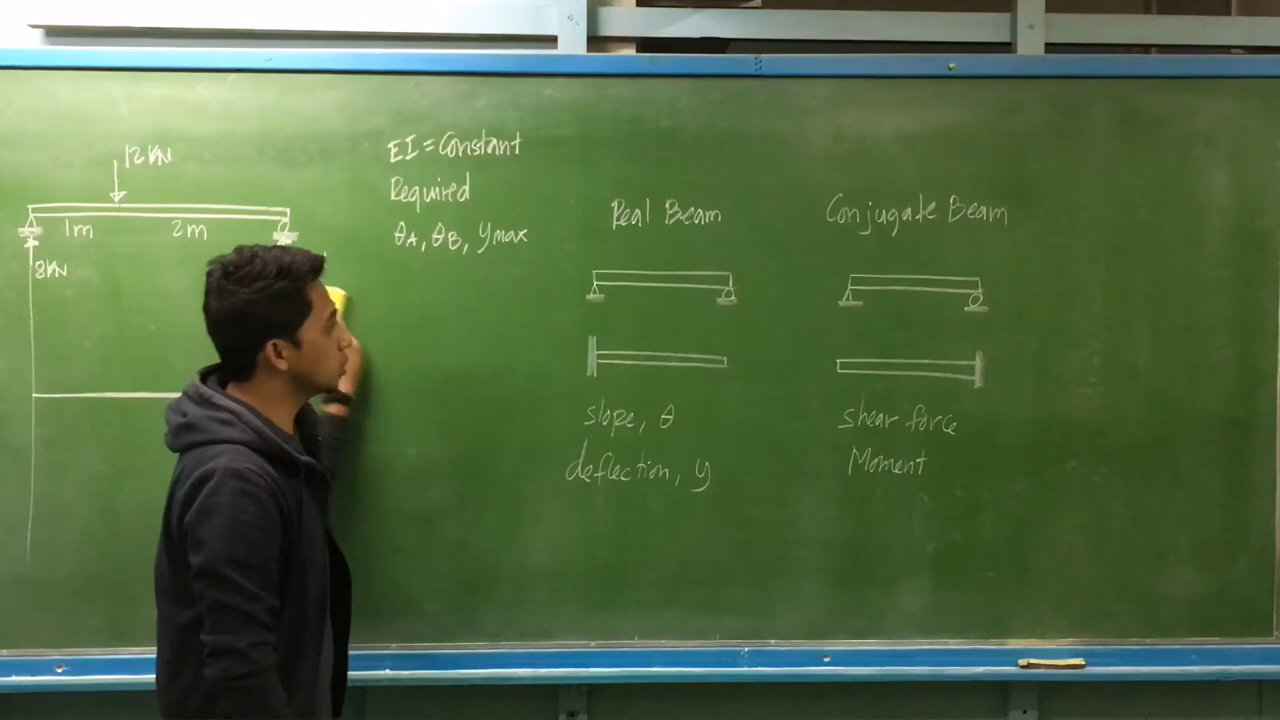 12KN
1m 2m
8KN
EI = Constant
Required
θA, θB, ymax
Real Beam
Conjugate Beam
slope, θ
deflection, y
shear force
Moment